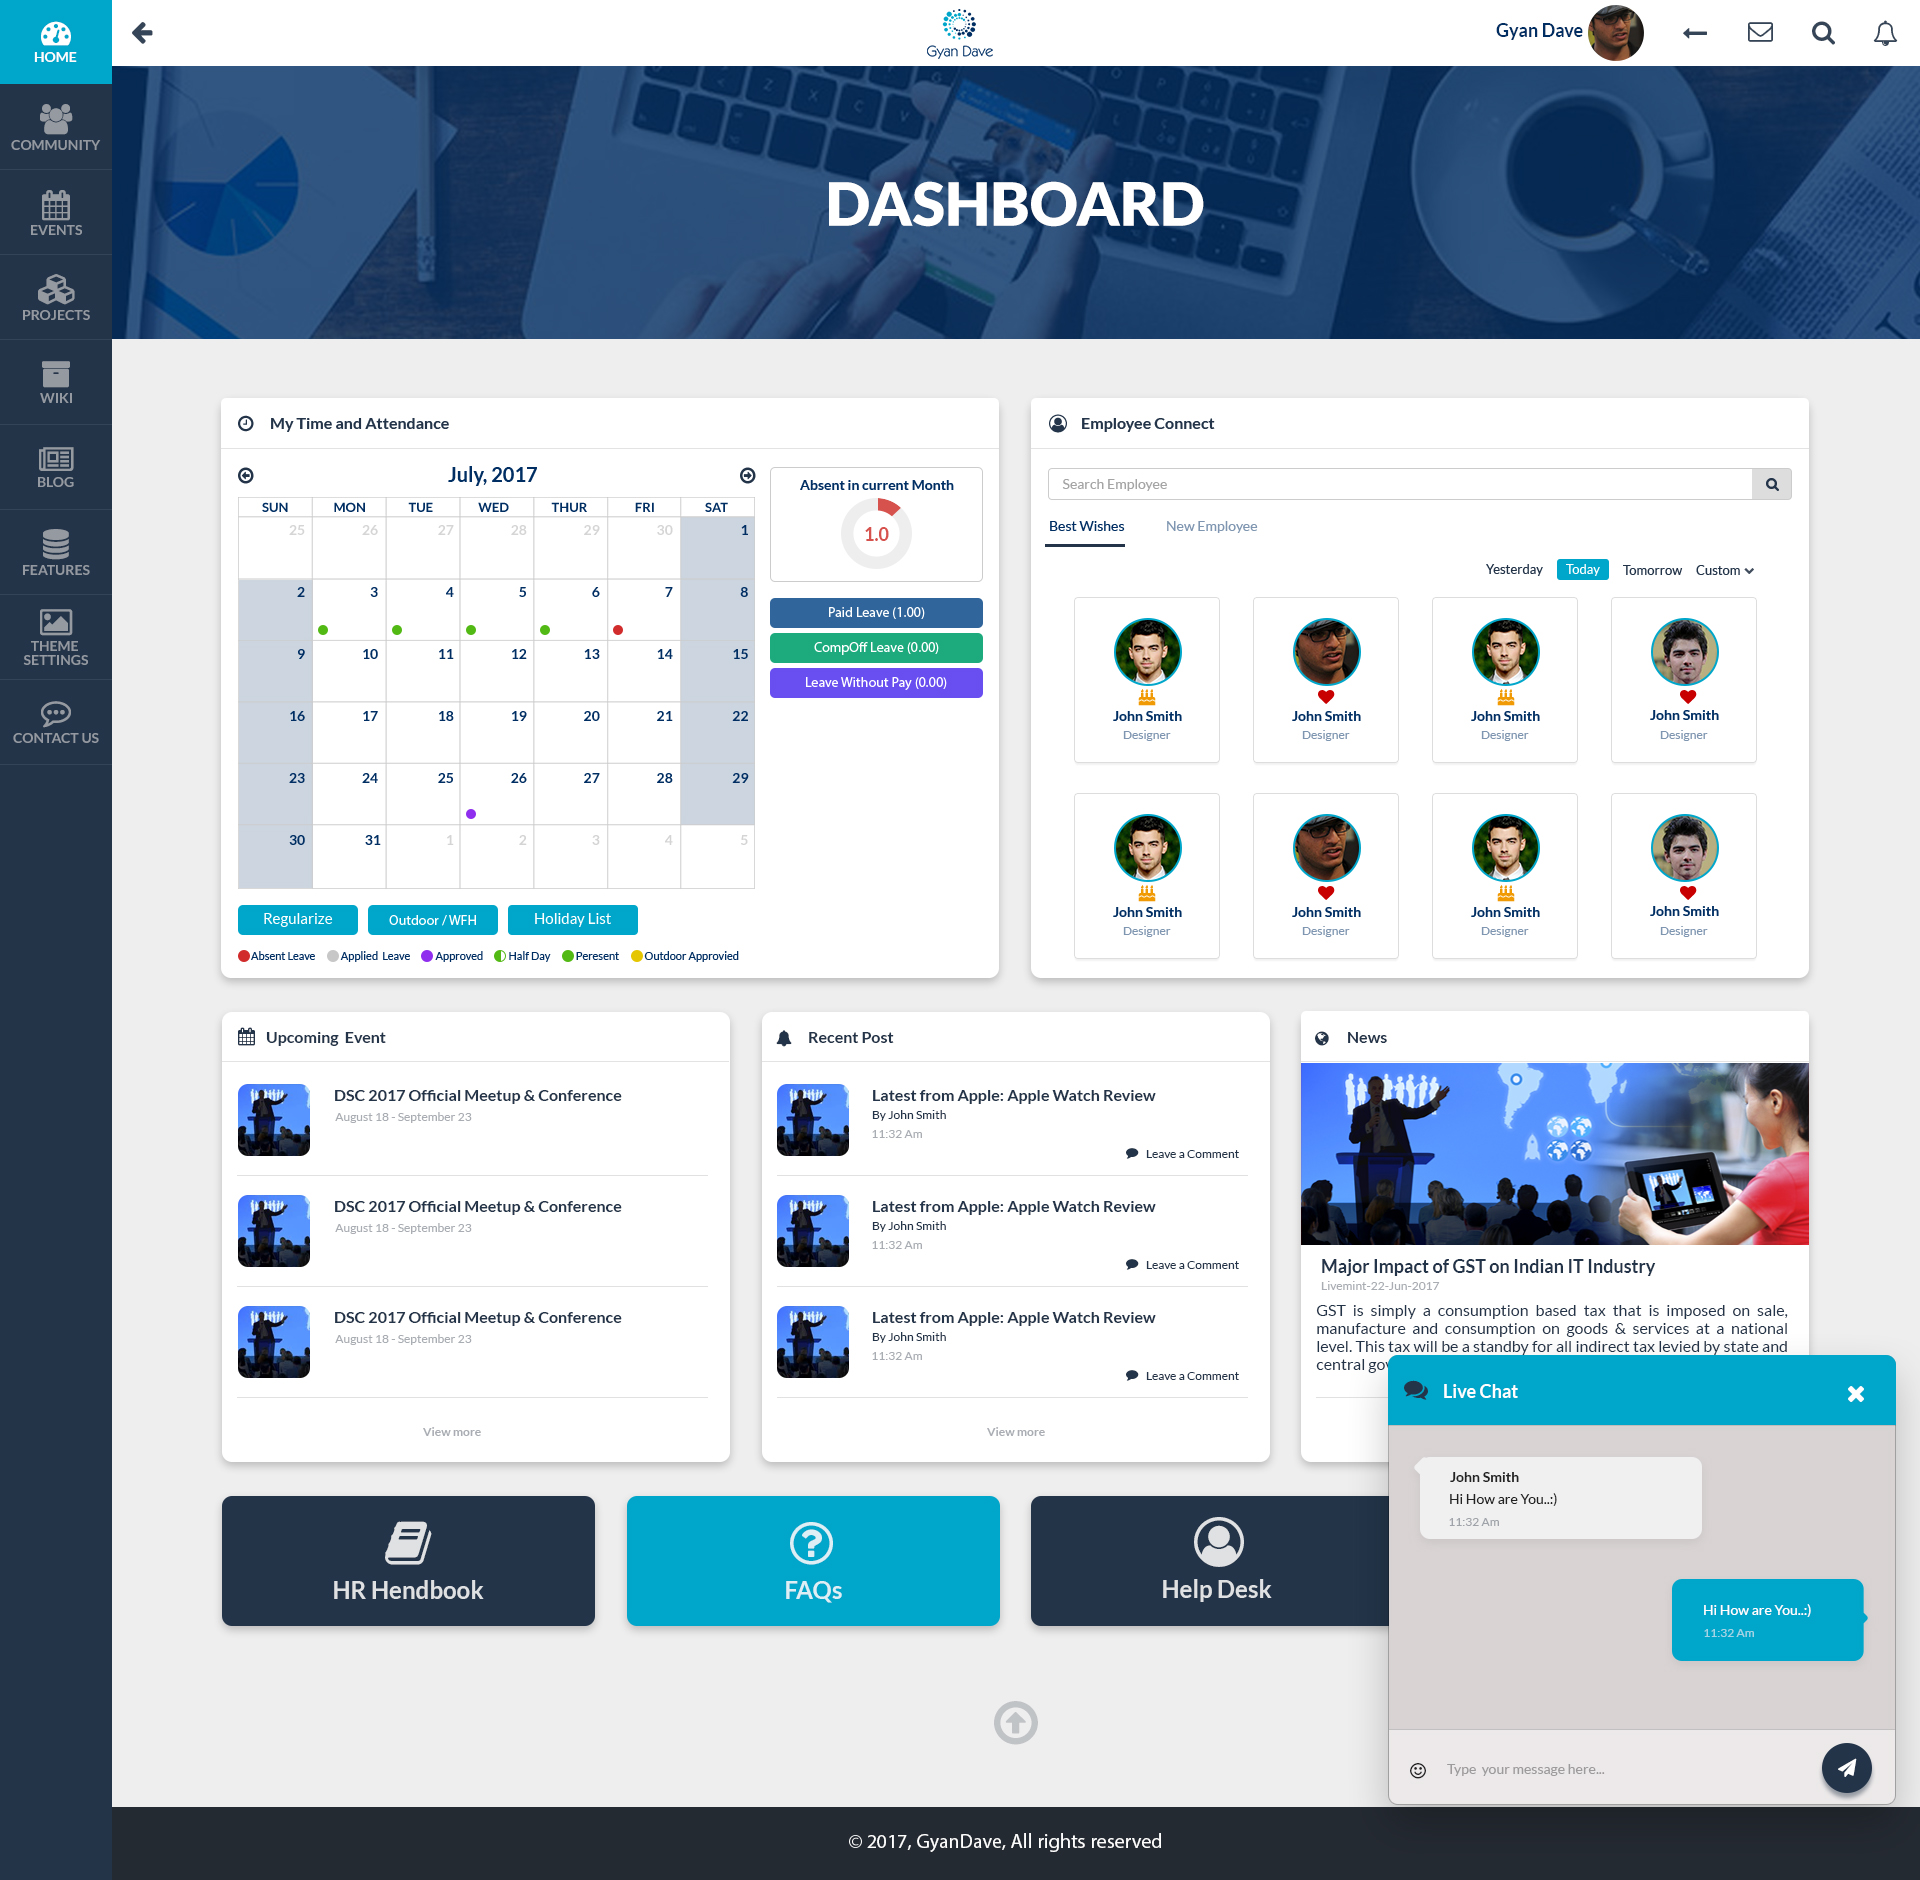 HOME
COMMUNITY
EVENTS
PROJECTS
WIKI
BLOG
FEATURES
THEME
SETTINGS
CONTACT US
Gyan Dave
Gyan Dave
DASHBOARD
My Time and Attendance
July, 2017
SUN MON TUE WED THUR FRI SAT
25 26 27 28 29 30 1
2 3 4 5 6 7 8
9 10 11 12 13 14 15
16 17 18 19 20 21 22
23 24 25 26 27 28 29
30 31 1 2 3 4 5
Regularize
Outdoor / WFH
Holiday List
Absent Leave Applied Leave Approved Half Day Peresent Outdoor Approvied
Absent in current Month
1.0
Paid Leave (1.00)
CompOff Leave (0.00)
Leave Without Pay (0.00)
Employee Connect
Search Employee
Best Wishes New Employee
Yesterday Today Tomorrow Custom
John Smith John Smith John Smith John Smith
Designer Designer Designer Designer
John Smith John Smith John Smith John Smith
Designer Designer Designer Designer
Upcoming Event
DSC 2017 Official Meetup & Conference
August 18 - September 23
DSC 2017 Official Meetup & Conference
August 18 - September 23
DSC 2017 Official Meetup & Conference
August 18 - September 23
View more
Recent Post
Latest from Apple: Apple Watch Review
By John Smith
11:32 Am
Leave a Comment
Latest from Apple: Apple Watch Review
By John Smith
11:32 Am
Leave a Comment
Latest from Apple: Apple Watch Review
By John Smith
11:32 Am
Leave a Comment
View more
News
Major Impact of GST on Indian IT Industry
Livemint-22-Jun-2017
GST is simply a consumption based tax that is imposed on sale,
manufacture and consumption on goods & services at a national
level. This tax will be a standby for all indirect tax levied by state and
central
Live Chat
John Smith
Hi How are You..:)
11:32 Am
Hi How are You..:)
11:32 Am
Type your message here...
HR Hendbook
FAQs
Help Desk
© 2017, GyanDave, All rights reserved